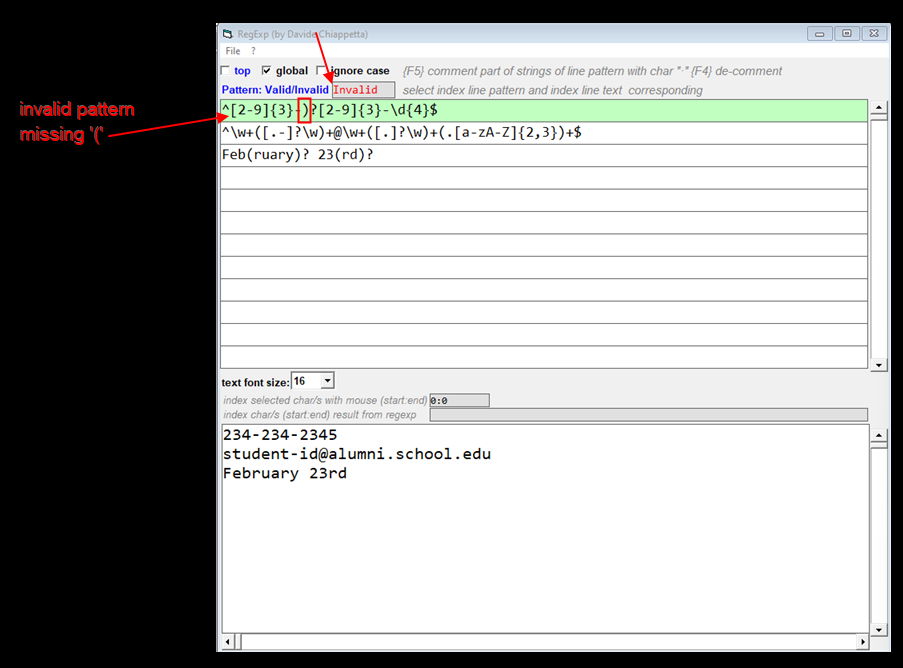 RegExp (by Davide Chiappetta)
File ?
top global ignore case {F5} comment part of strings of line pattern with char "·" {F4} de-comment
Pattern: Valid/Invalid Invalid select index line pattern and index line text corresponding
invalid pattern
missing '('
^[2-9]{3}-)?[2-9]{3}-\d{4}$
^\w+([.-]?\w)+@\w+([.]?\w)+(.[a-zA-Z]{2,3})+$
Feb(ruary)? 23(rd)?
text font size: 16
index selected char/s with mouse (start:end) 0:0
index char/s (start:end) result from regexp
234-234-2345
student-id@alumni.school.edu
February 23rd